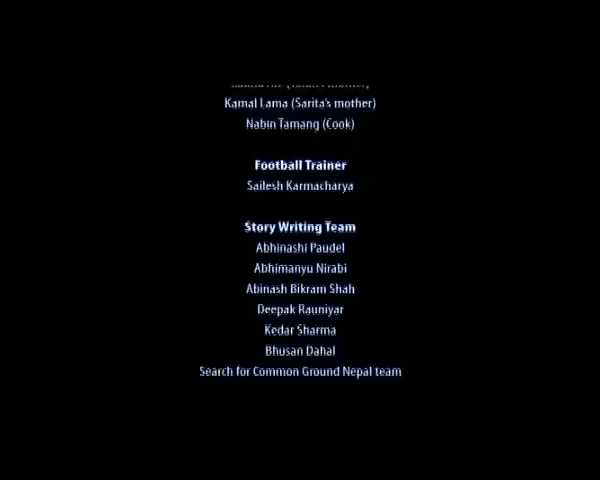 Kamal Lama (Sarita's mother)
Nabin Tamang (Cook)
Football Trainer
Sailesh Karmacharya
Story Writing Team
Abhinashi Paudel
Abhimanyu Nirabi
Abinash Bikram Shah
Deepak Rauniyar
Kedar Sharma
Bhusan Dahal
Search for Common Ground Nepal team